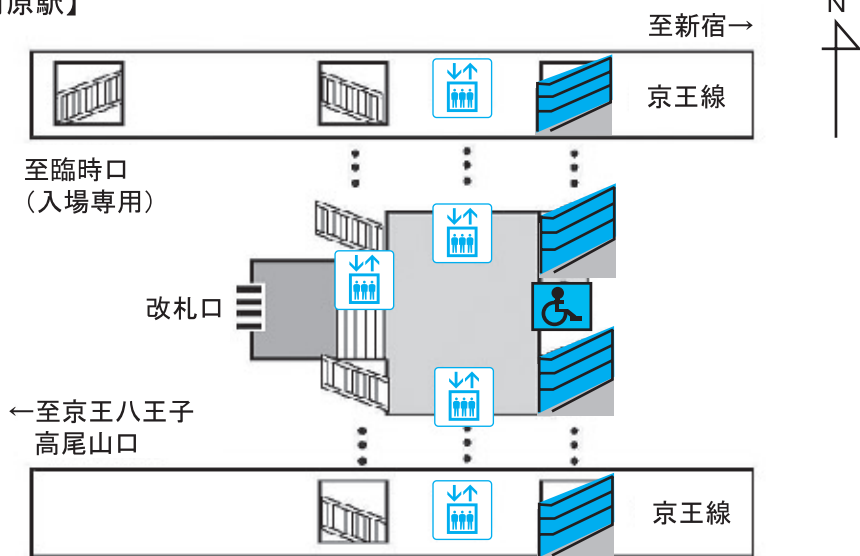 原駅】
N
至新宿→
京王線
至臨時口
（入場専用）
改札口
←至京王八王子
高尾山口
京王線